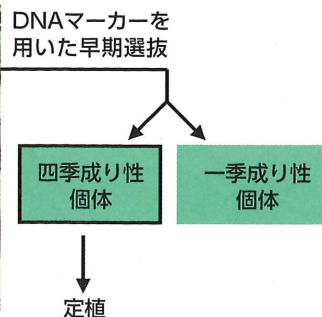 DNAマーカーを
用いた早期選抜
四季成り性
個体
一季成り性
個体
定植